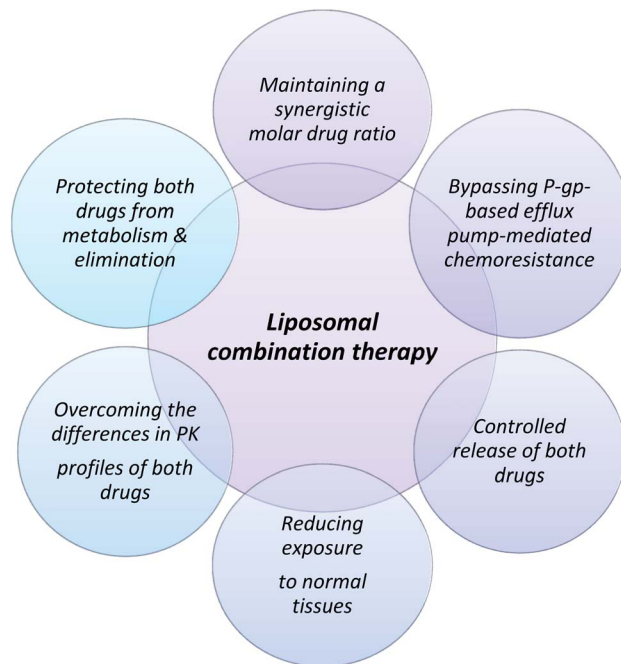 Maintaining a
synergistic
molar drug ratio
Bypassing P-gp-
based efflux
pump-mediated
chemoresistance
Controlled
release of both
drugs
Reducing
exposure
to normal
tissues
Overcoming the
differences in PK
profiles of both
drugs
Protecting both
drugs from
metabolism &
elimination
Liposomal
combination therapy